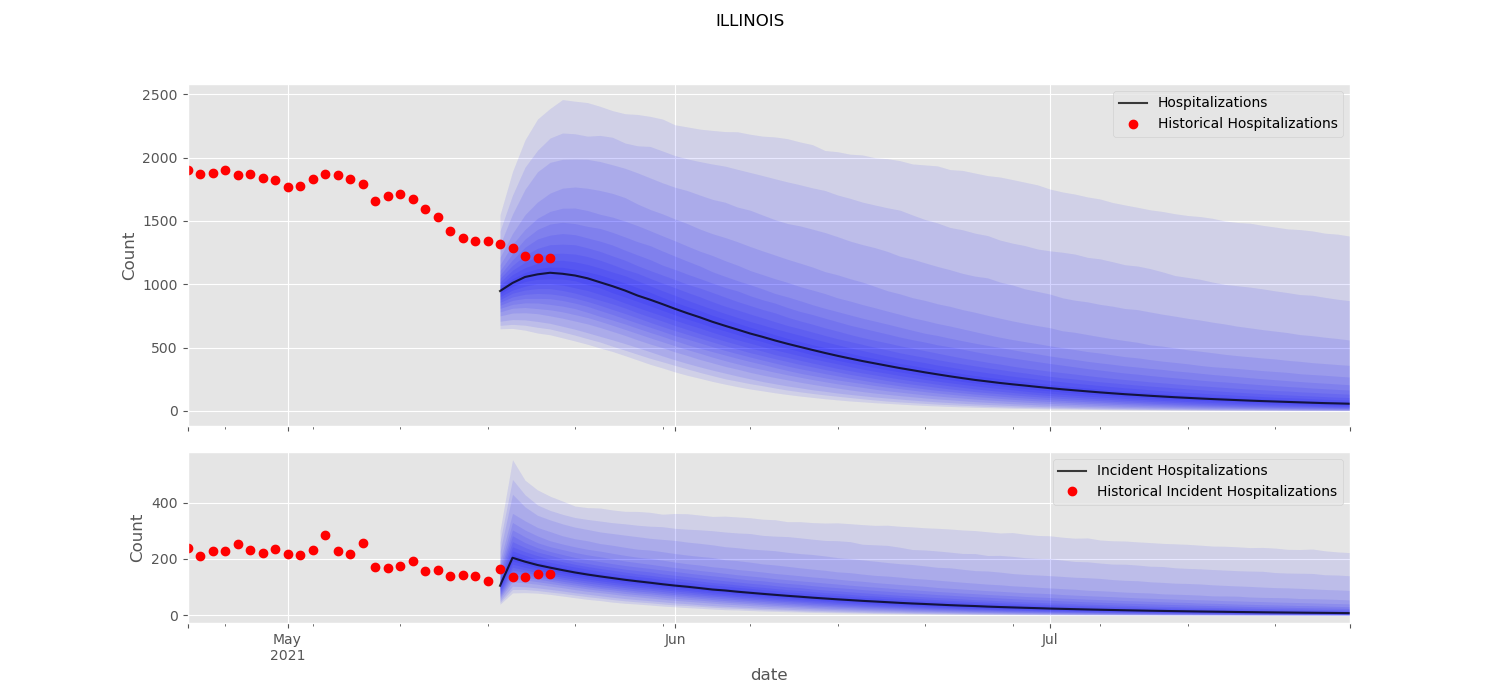 ILLINOIS
2500
2000
1500
1000
500
0
Count
Hospitalizations
Historical Hospitalizations
400
200
0
Count
Incident Hospitalizations
Historical Incident Hospitalizations
May
2021
Jun
Jul
date